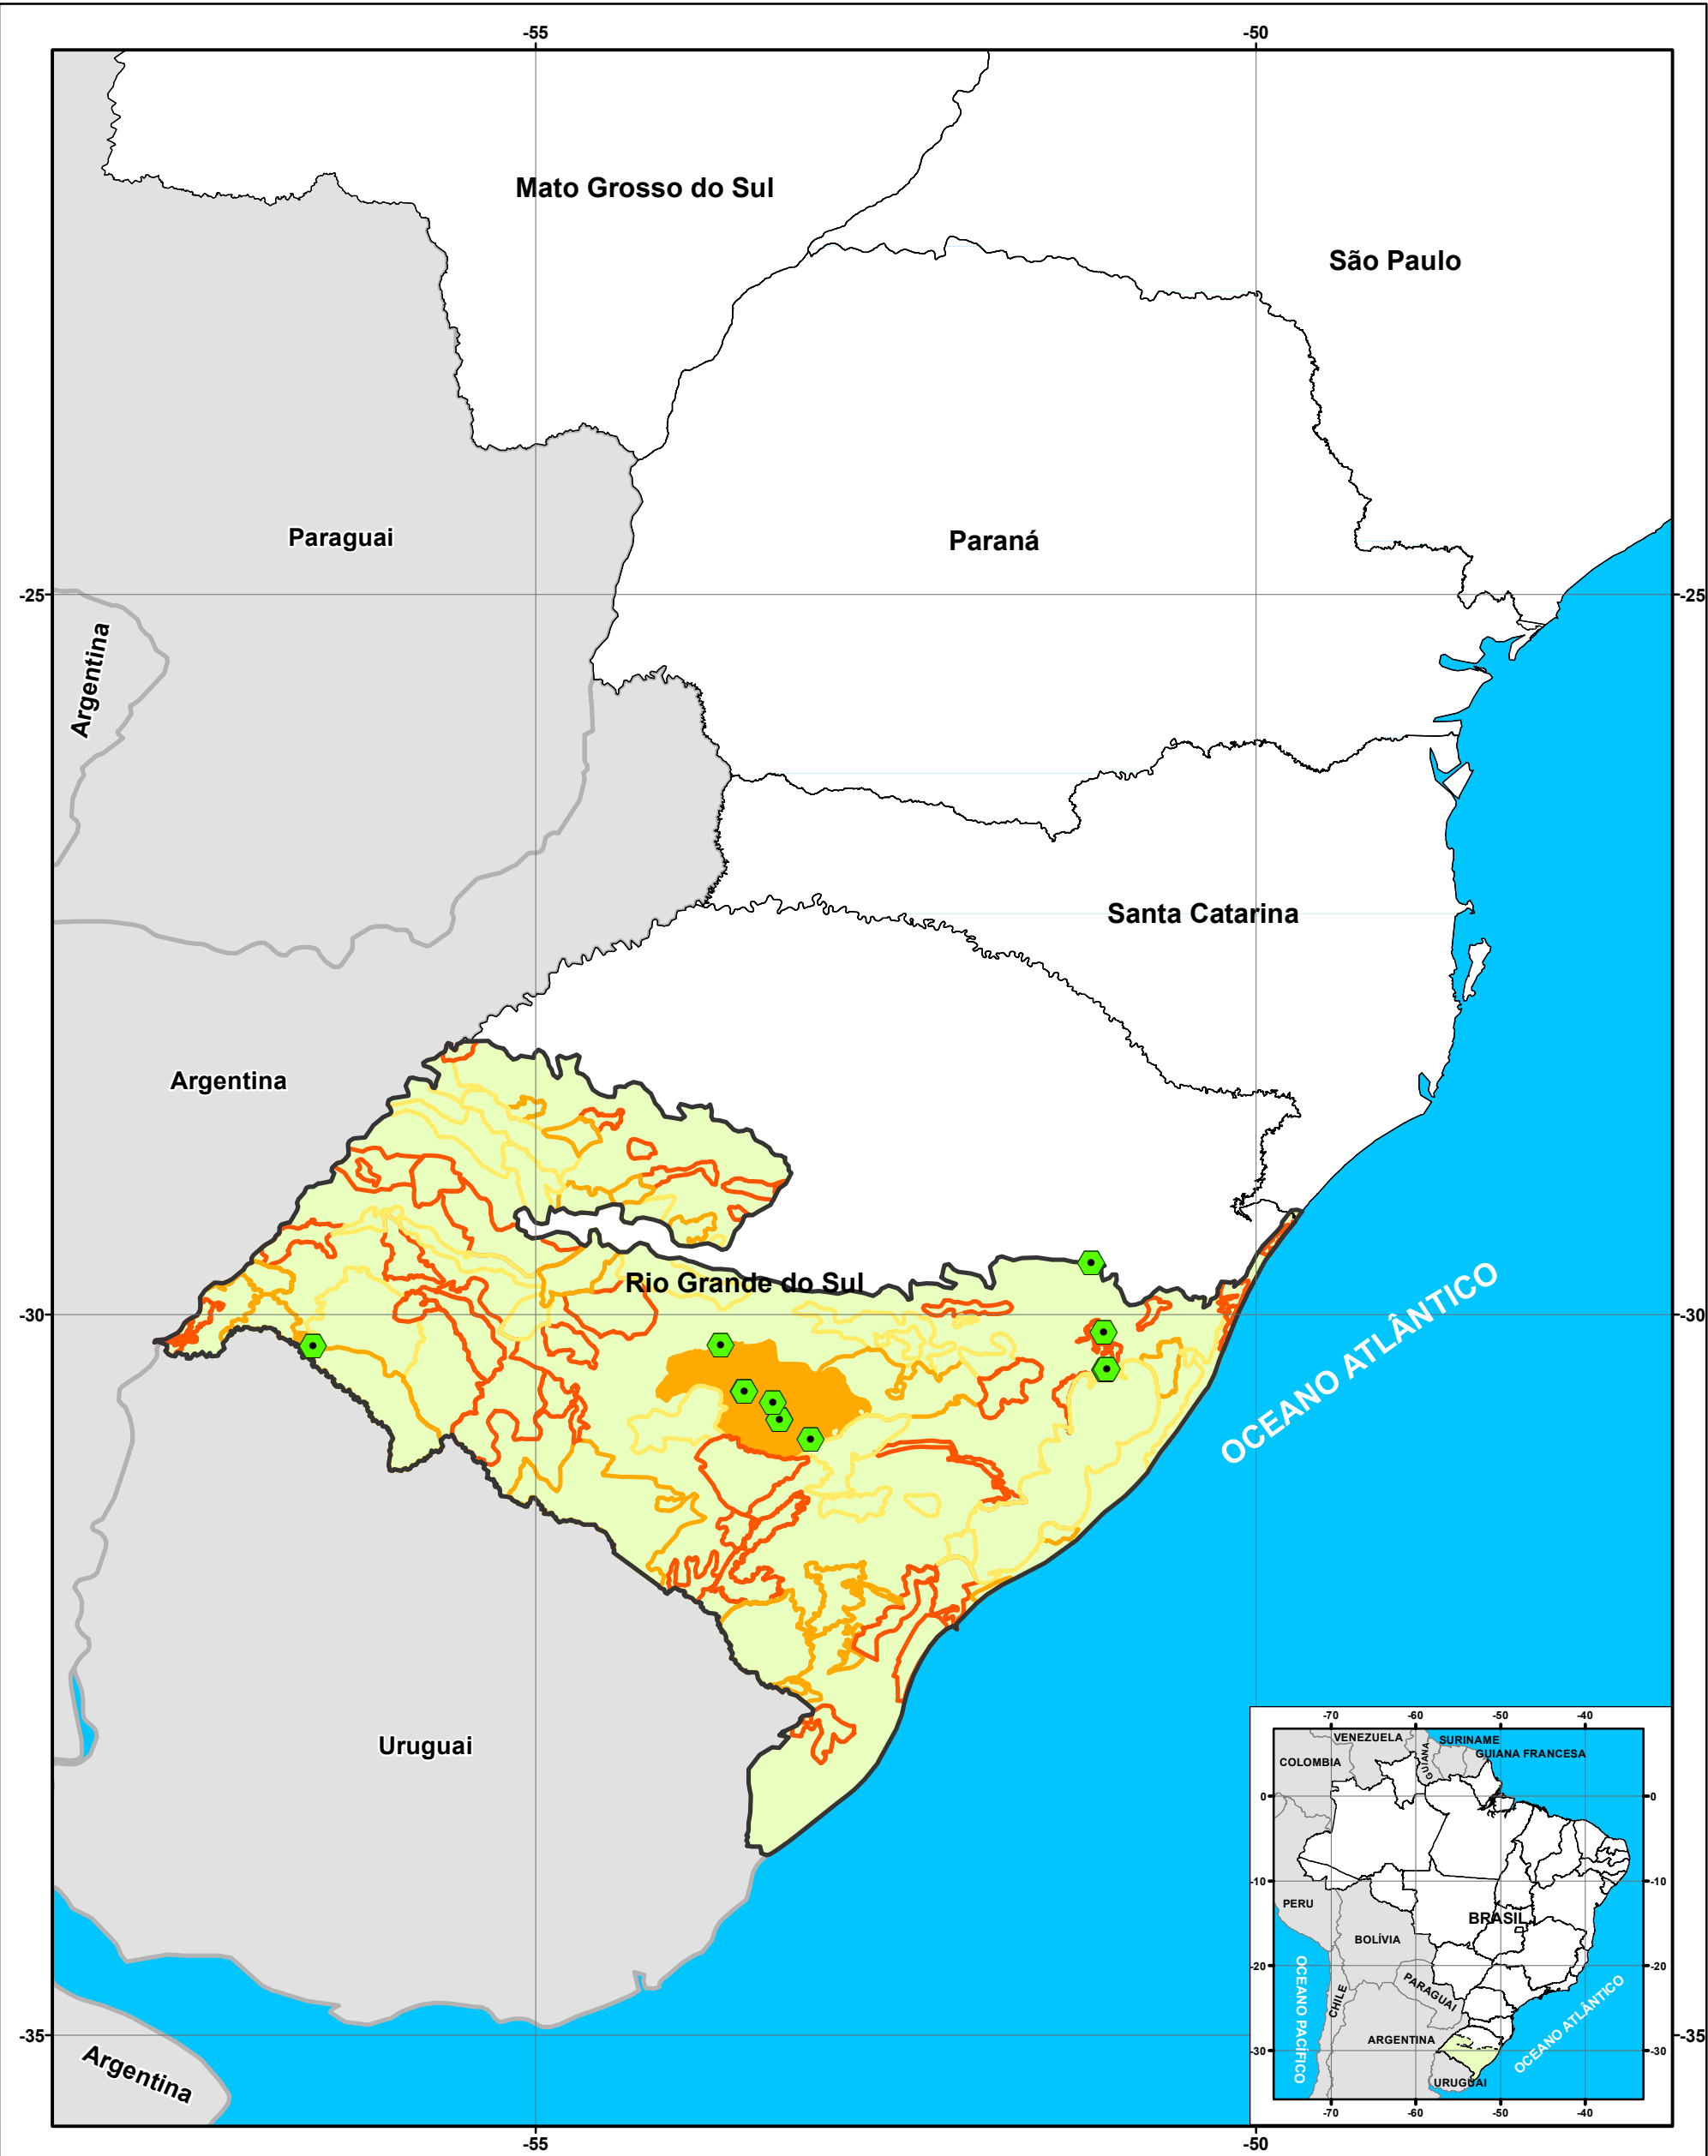 -55
-50
Mato Grosso do Sul
São Paulo
Paraguai
Paraná
-25
-25
Argentina
Santa Catarina
Argentina
Rio Grande do Sul
-30
-30
OCEANO ATLÂNTICO
Uruguai
-70
-60
-50
-40
VENEZUELA
GUIANA
SURINAME
GUIANA FRANCESA
COLOMBIA
0
0
-10
-10
PERU
BRASIL
BOLÍVIA
-20
-20
PARAGUAI
CHILE
OCEANO PACÍFICO
OCEANO ATLÂNTICO
ARGENTINA
-30
-30
URUGUAI
-70
-60
-50
-40
-35
-35
Argentina
-55
-50